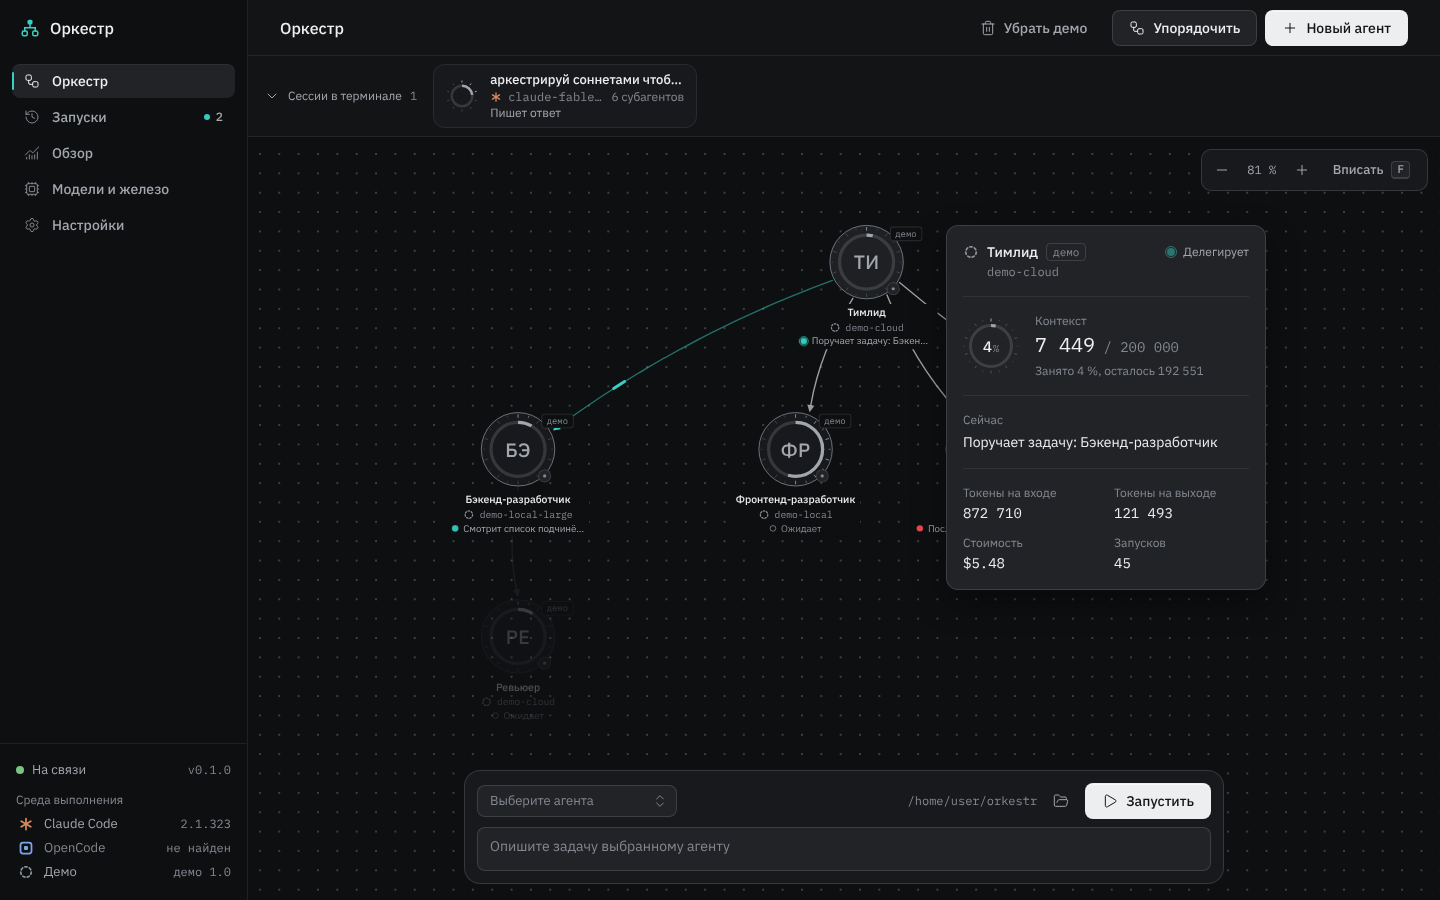 Оркестр
Оркестр
Запуски 2
Обзор
Модели и железо
Настройки
На связи v0.1.0
Среда выполнения
Claude Code 2.1.323
OpenCode не найден
Демо демо 1.0
Оркестр
Убрать демо
Упорядочить
Новый агент
Сессии в терминале 1
аркестрируй соннетами чтоб...
claude-fable… 6 субагентов
Пишет ответ
81 %
Вписать F
демо
ТИ
Тимлид
demo-cloud
Поручает задачу: Бэкен...
демо
БЭ
Бэкенд-разработчик
demo-local-large
Смотрит список подчинё...
демо
ФР
Фронтенд-разработчик
demo-local
Ожидает
Пос
демо
РЕ
Ревьюер
demo-cloud
Ожидает
Тимлид демо
Делегирует
demo-cloud
4%
Контекст
7 449 / 200 000
Занято 4 %, осталось 192 551
Сейчас
Поручает задачу: Бэкенд-разработчик
Токены на входе
872 710
Токены на выходе
121 493
Стоимость
$5.48
Запусков
45
Выберите агента
/home/user/orkestr
Запустить
Опишите задачу выбранному агенту